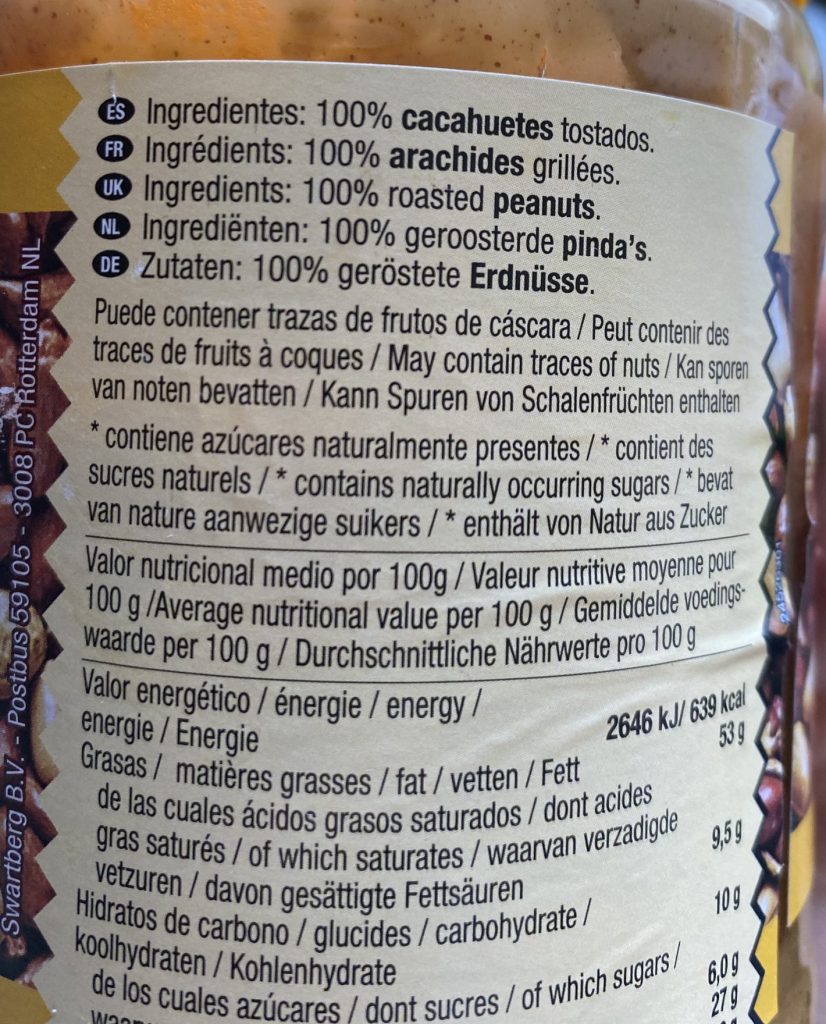 ES Ingredientes: 100% cacahuetes tostados.
FR Ingrédients: 100% arachides grillées.
UK Ingredients: 100% roasted peanuts.
NL Ingrediënten: 100% geroosterde pinda's.
DE Zutaten: 100% geröstete Erdnüsse.
Puede contener trazas de frutos de cáscara / Peut contenir des
traces de fruits à coques / May contain traces of nuts / Kan sporen
van noten bevatten / Kann Spuren von Schalenfrüchten enthalten
* contiene azúcares naturalmente presentes / * contient des
sucres naturels / * contains naturally occurring sugars / * bevat
van nature aanwezige suikers / * enthält von Natur aus Zucker
Valor nutricional medio por 100g / Valeur nutritive moyenne pour
100 g /Average nutritional value per 100 g / Gemiddelde voedings-
waarde per 100 g / Durchschnittliche Nährwerte pro 100 g
Valor energético / énergie / energy /
energie / Energie 2646 kJ/ 639 kcal
Grasas / matières grasses / fat / vetten / Fett 53 g
de las cuales ácidos grasos saturados / dont acides
gras saturés / of which saturates / waarvan verzadigde
vetzuren / davon gesättigte Fettsäuren 9,5 g
Hidratos de carbono / glucides / carbohydrate /
koolhydraten / Kohlenhydrate 10 g
de los cuales azúcares / dont sucres / of which sugars /
6,0 g
27 g
Swartberg B.V. - Postbus 59105 - 3008 PC Rotterdam NL